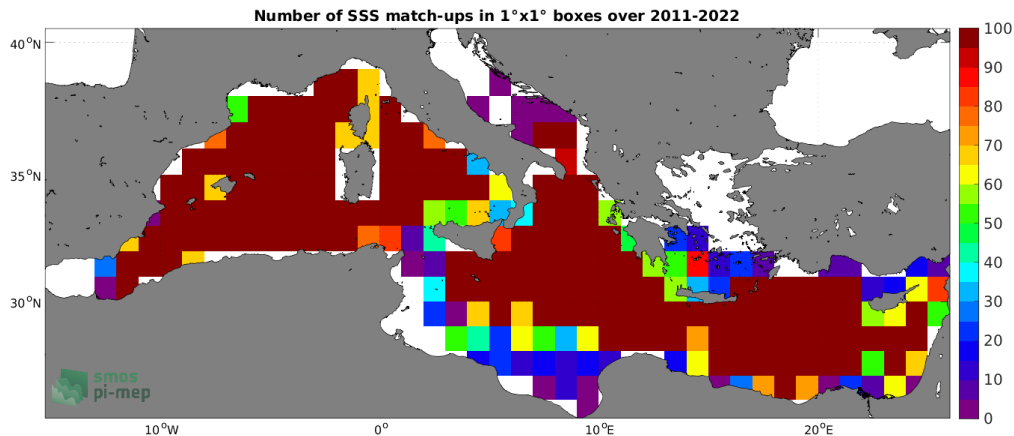 Number of SSS match-ups in 1°x1° boxes over 2011-2022
40°N
35°N
30°N
10°W
0°
10°E
20°E
100
90
80
70
60
50
40
30
20
10
0
smos
pi-mep